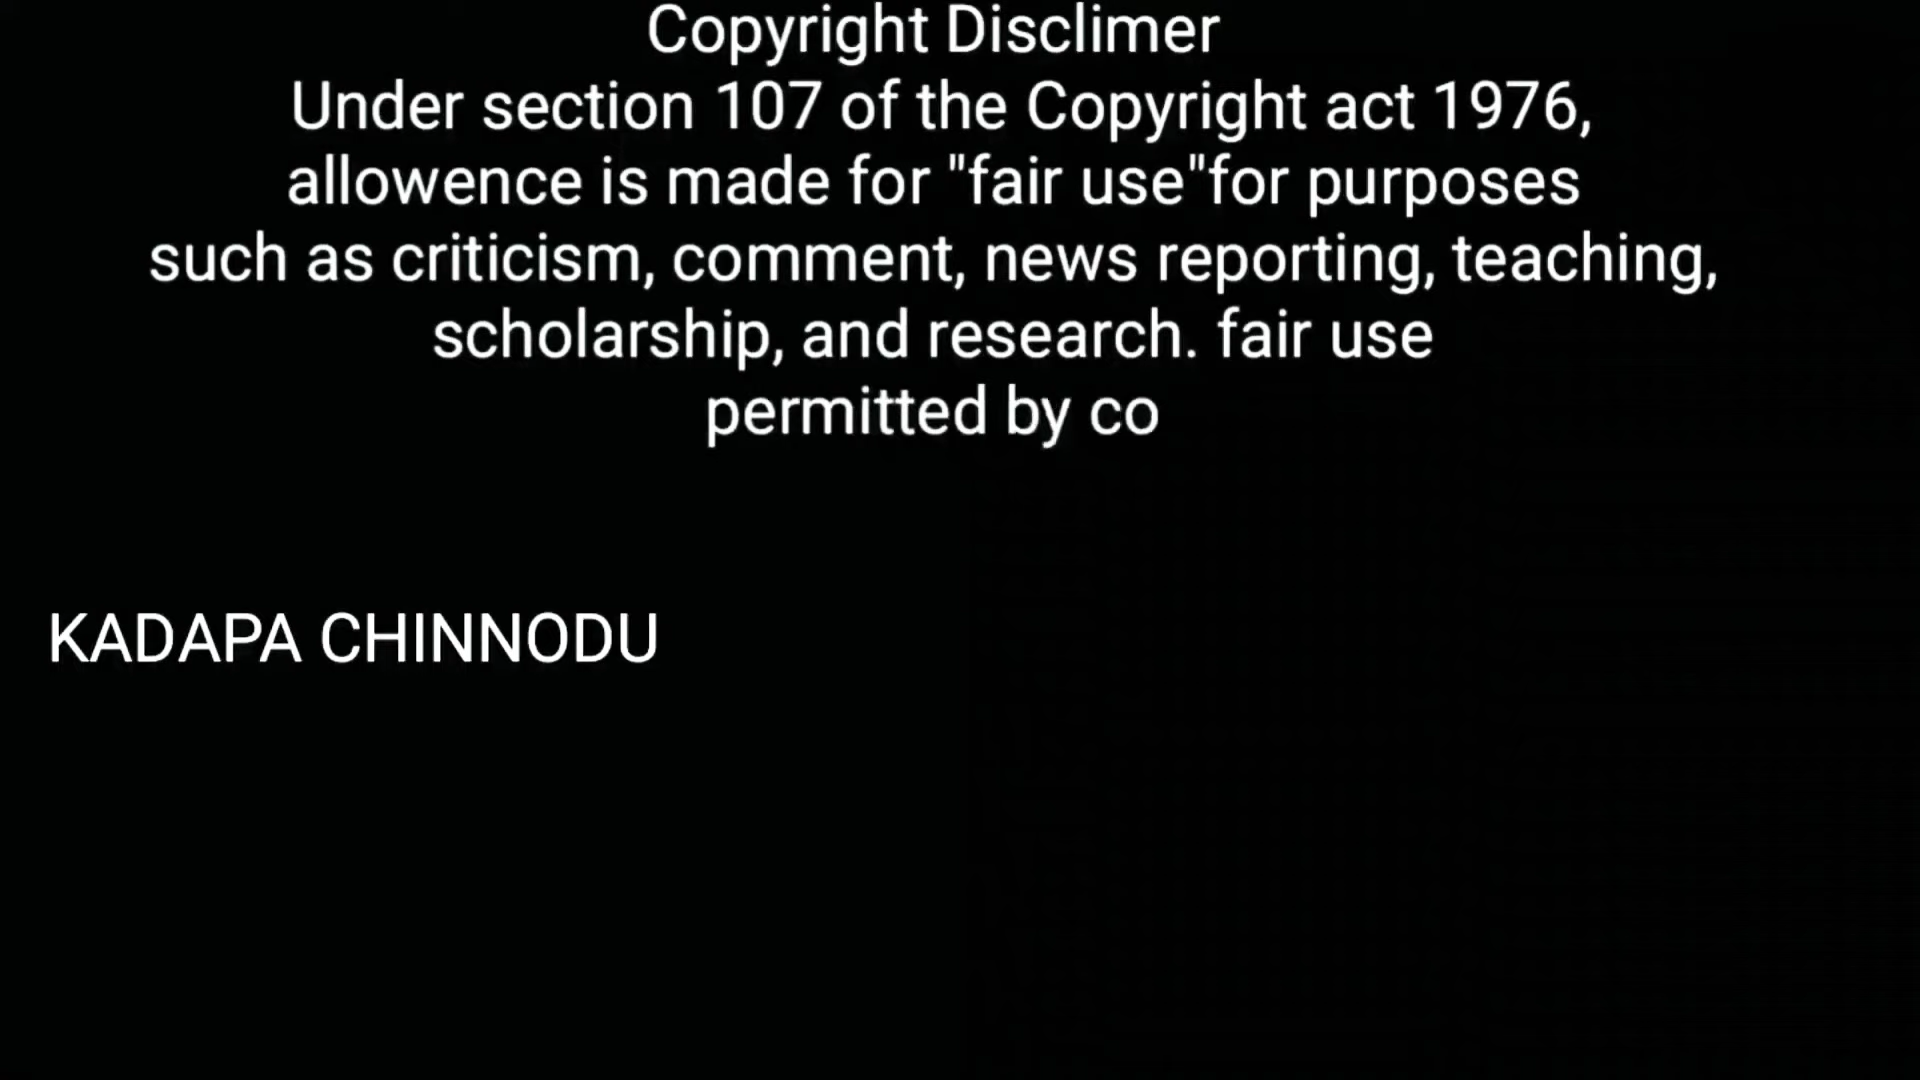 Copyright Disclimer
Under section 107 of the Copyright act 1976,
allowence is made for "fair use"for purposes
such as criticism, comment, news reporting, teaching,
scholarship, and research. fair use
permitted by co
KADAPA CHINNODU